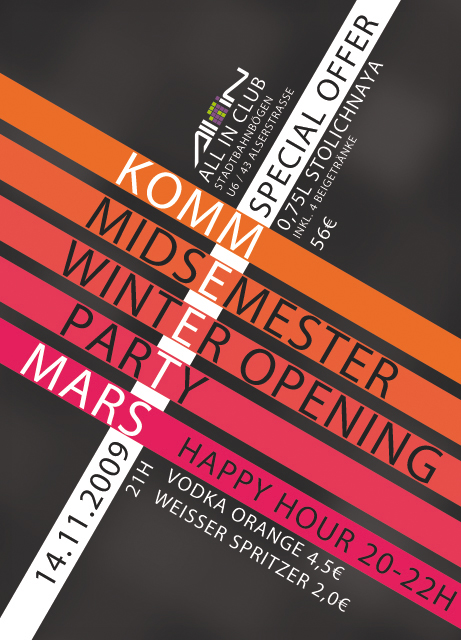 All iN
ALL IN CLUB
STADTBAHNBÖGEN
U6 / 43 ALSERSTRASSE
SPECIAL OFFER
0,75L STOLICHNAYA
INKL. 4 BEIGETRÄNKE
56€
KOMM
MIDSEMESTER
WINTER OPENING
PARTY
MARS
14.11.2009
21H
HAPPY HOUR 20-22H
VODKA ORANGE 4,5€
WEISSER SPRITZER 2,0€